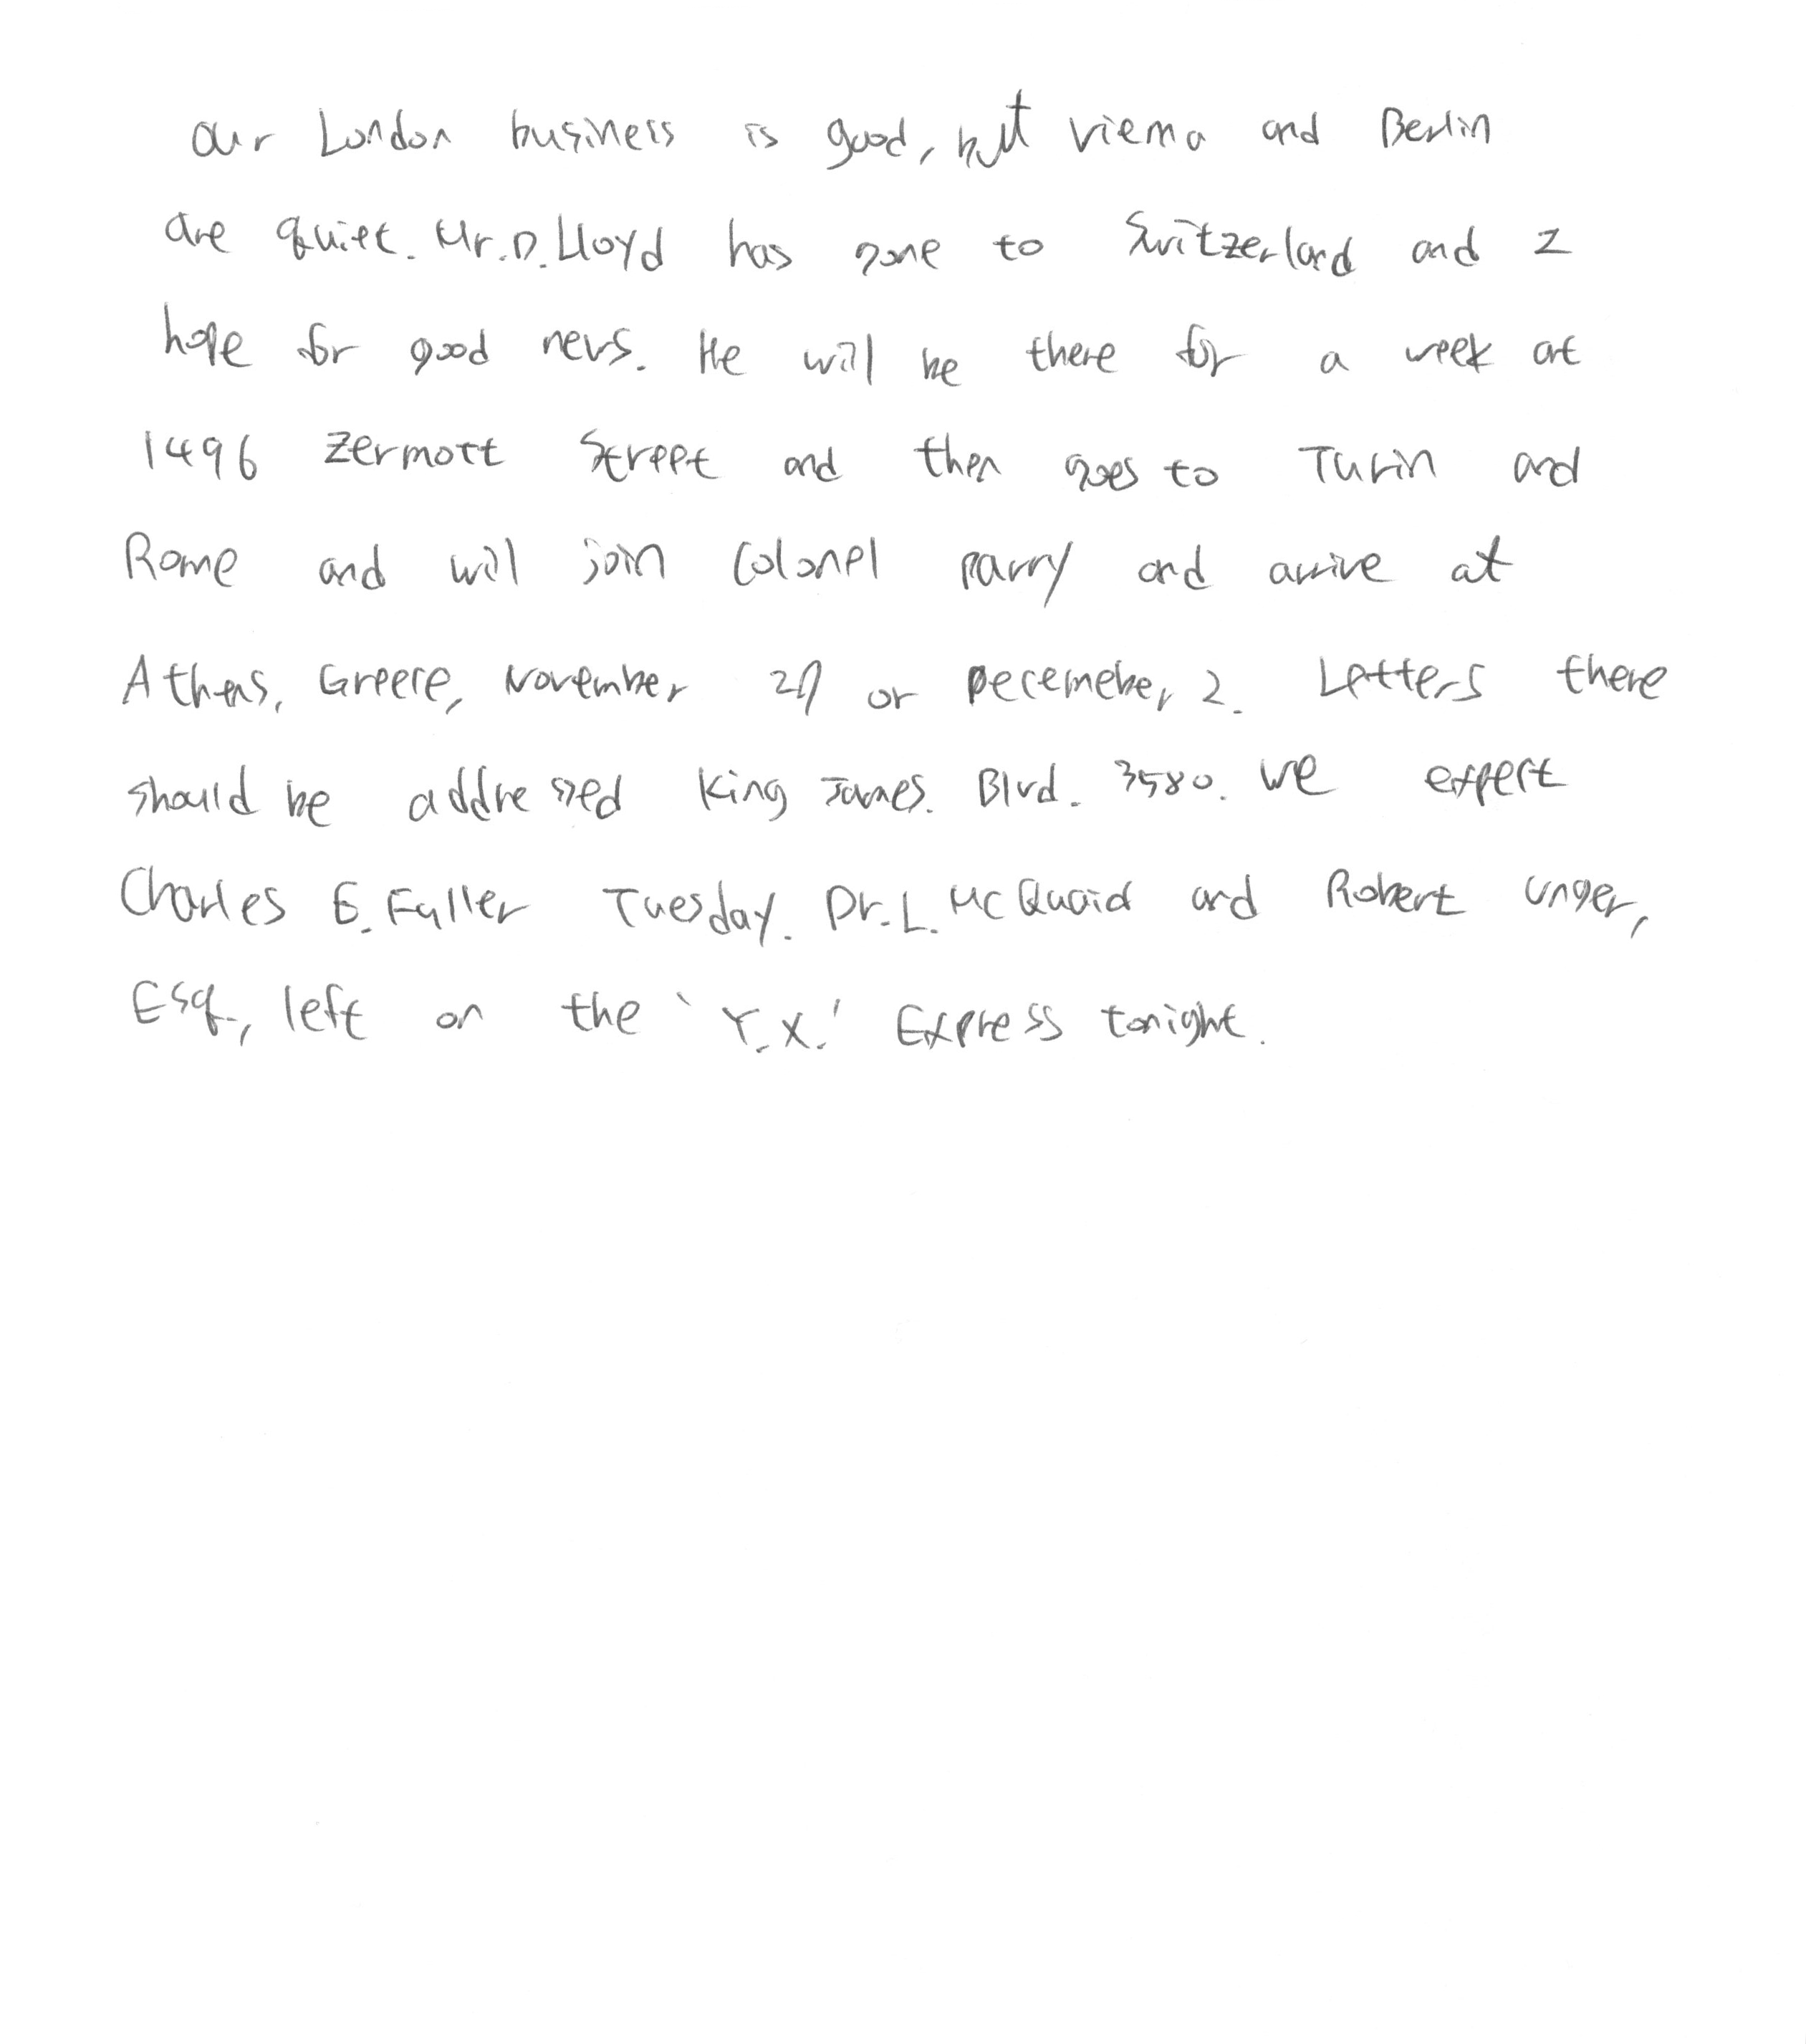 Our London business is good, but Vienna and Berlin
are quiet. Mr. D. Lloyd has gone to Switzerland and I
hope for good news. He will be there for a week at
1496 Zermott Street and then goes to Turin and
Rome and will join Colonel Parry and arrive at
Athens, Greece, November 27 or Decemeber 2. Letters there
should be addressed King James. Blvd. 3580. We expect
Charles E. Fuller Tuesday. Dr. L. McQuaid and Robert Unger,
Esq., left on the 'Y.X.' Express tonight.